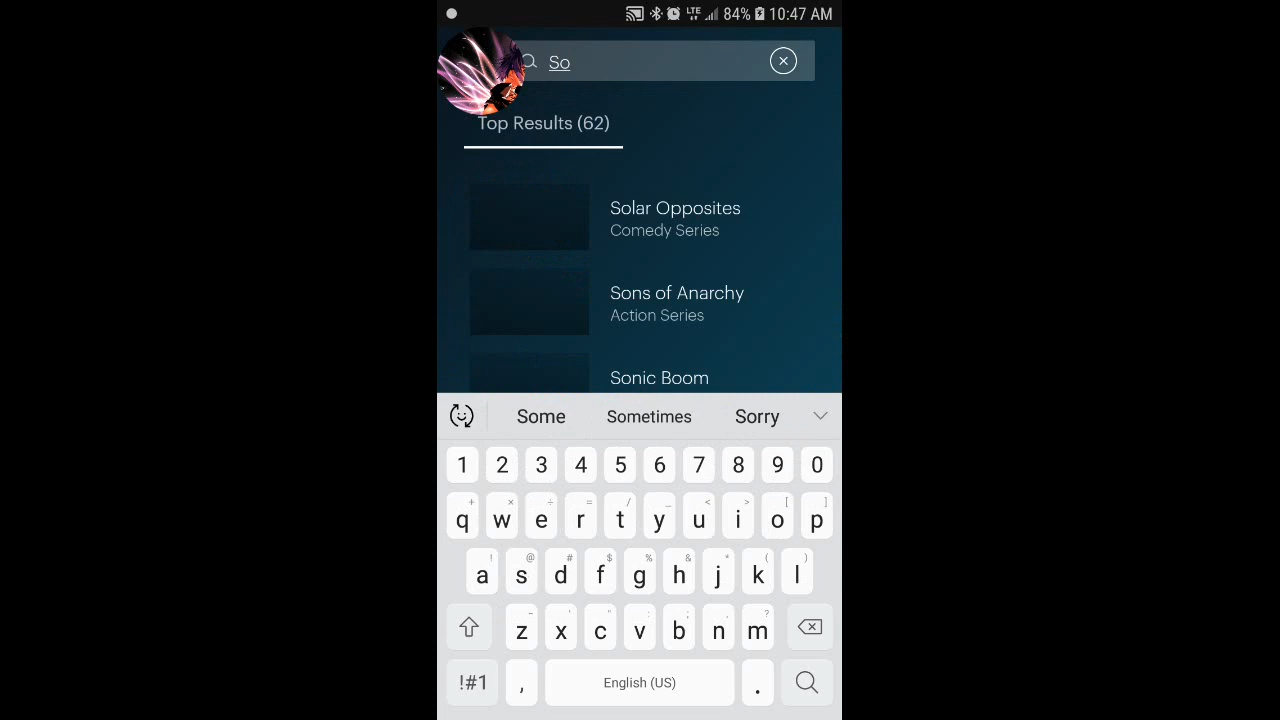 LTE 84% 10:47 AM
So
Top Results (62)
Solar Opposites
Comedy Series
Sons of Anarchy
Action Series
Sonic Boom
Some Sometimes Sorry
1 2 3 4 5 6 7 8 9 0
+ × ÷ = / _ < > [ ]
q w e r t y u i o p
! @ # $ % & * ( )
a s d f g h j k l
- ' " : ; , ?
z x c v b n m
!#1 , English (US) .